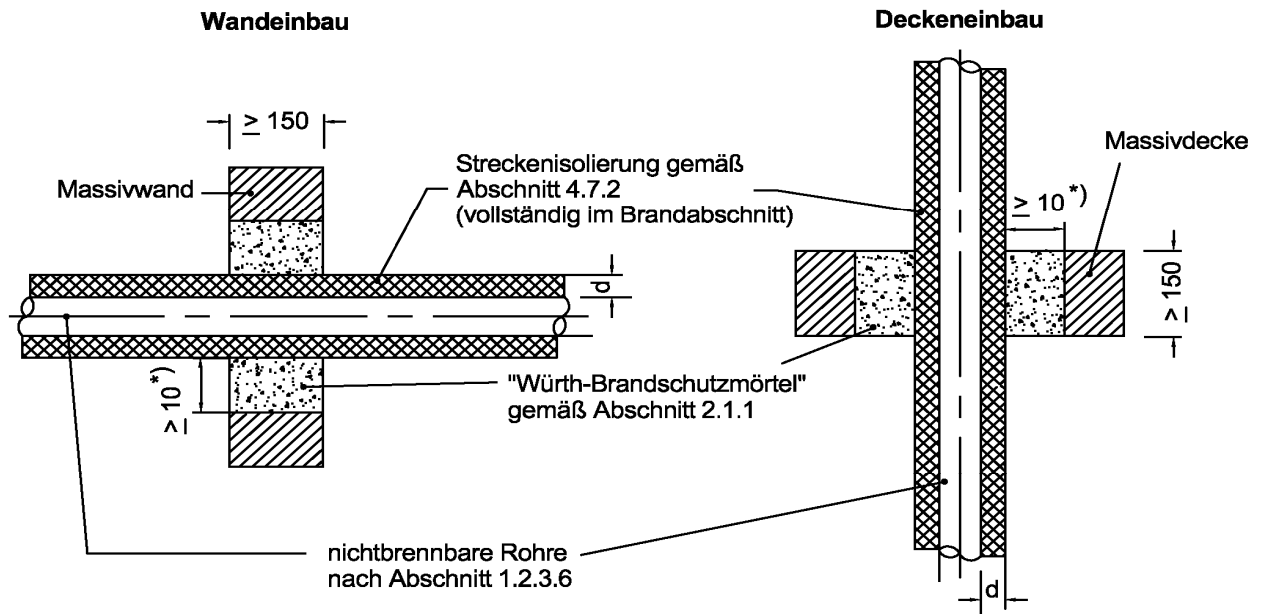 Wandeinbau
Deckeneinbau
≥ 150
Massivwand
Streckenisolierung gemäß
Abschnitt 4.7.2
(vollständig im Brandabschnitt)
Massivdecke
≥ 10 *)
d
≥ 150
≥ 10 *)
"Würth-Brandschutzmörtel"
gemäß Abschnitt 2.1.1
nichtbrennbare Rohre
nach Abschnitt 1.2.3.6
d